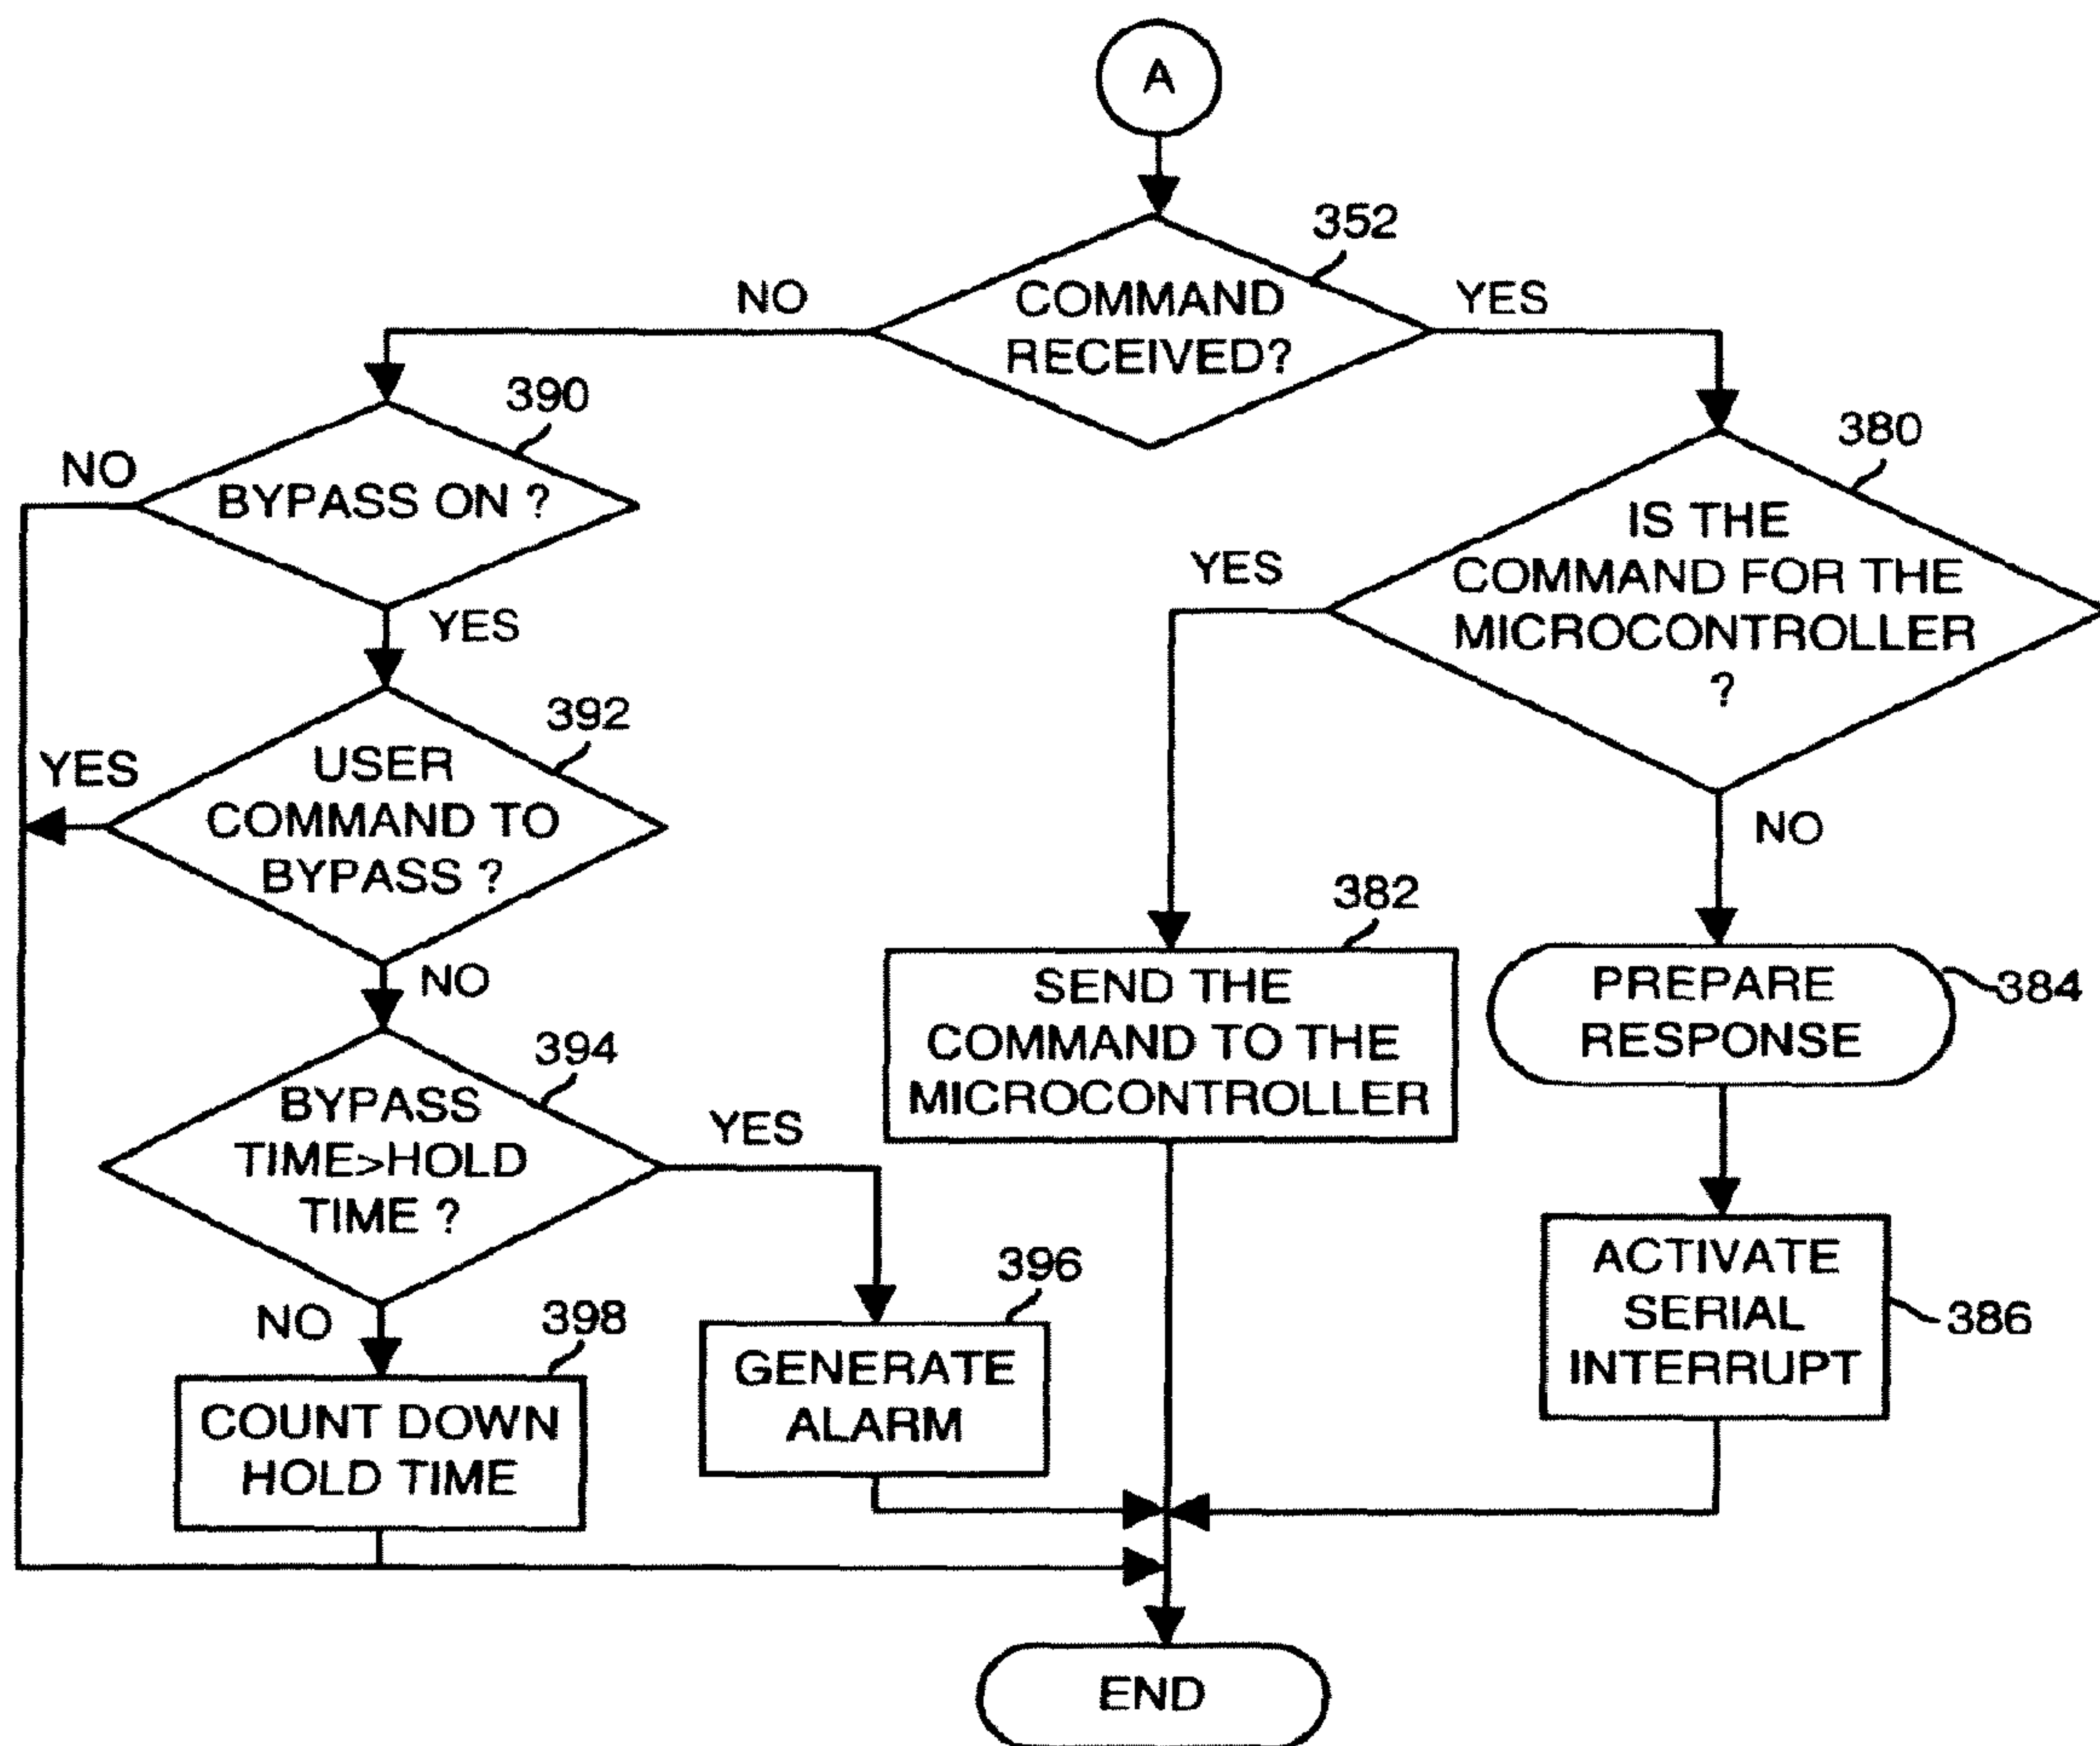 A
352
COMMAND
RECEIVED?
NO
YES
390
BYPASS ON ?
NO
YES
380
IS THE
COMMAND FOR THE
MICROCONTROLLER
?
YES
NO
392
USER
COMMAND TO
BYPASS ?
YES
NO
382
SEND THE
COMMAND TO THE
MICROCONTROLLER
PREPARE
RESPONSE
384
394
BYPASS
TIME>HOLD
TIME ?
YES
NO
396
GENERATE
ALARM
398
COUNT DOWN
HOLD TIME
ACTIVATE
SERIAL
INTERRUPT
386
END